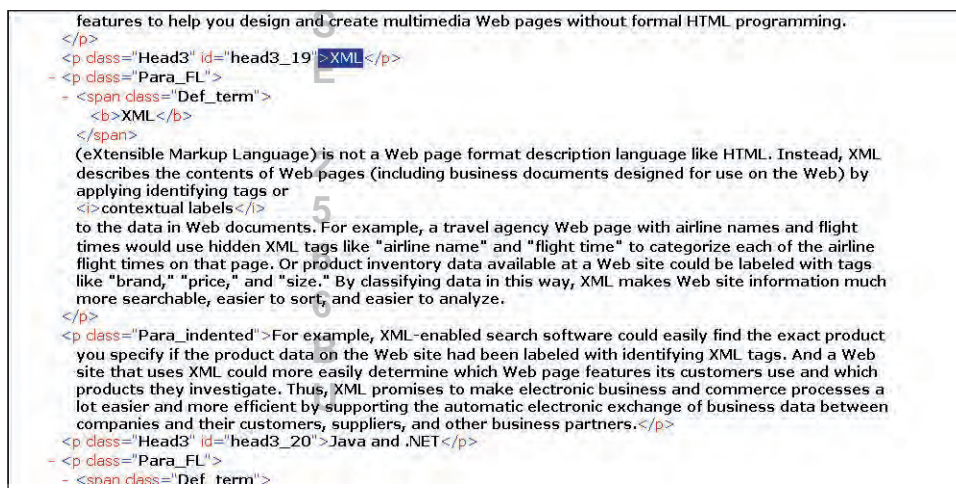 features to help you design and create multimedia Web pages without formal HTML programming.
</p>
<p class="Head3" id="head3_19">XML</p>
- <p class="Para_FL">
- <span class="Def_term">
<b>XML</b>
</span>
(eXtensible Markup Language) is not a Web page format description language like HTML. Instead, XML
describes the contents of Web pages (including business documents designed for use on the Web) by
applying identifying tags or
<i>contextual labels</i>
to the data in Web documents. For example, a travel agency Web page with airline names and flight
times would use hidden XML tags like "airline name" and "flight time" to categorize each of the airline
flight times on that page. Or product inventory data available at a Web site could be labeled with tags
like "brand," "price," and "size." By classifying data in this way, XML makes Web site information much
more searchable, easier to sort, and easier to analyze.
</p>
<p class="Para_indented">For example, XML-enabled search software could easily find the exact product
you specify if the product data on the Web site had been labeled with identifying XML tags. And a Web
site that uses XML could more easily determine which Web page features its customers use and which
products they investigate. Thus, XML promises to make electronic business and commerce processes a
lot easier and more efficient by supporting the automatic electronic exchange of business data between
companies and their customers, suppliers, and other business partners.</p>
<p class="Head3" id="head3_20">Java and .NET</p>
- <p class="Para_FL">
- <span class="Def_term">